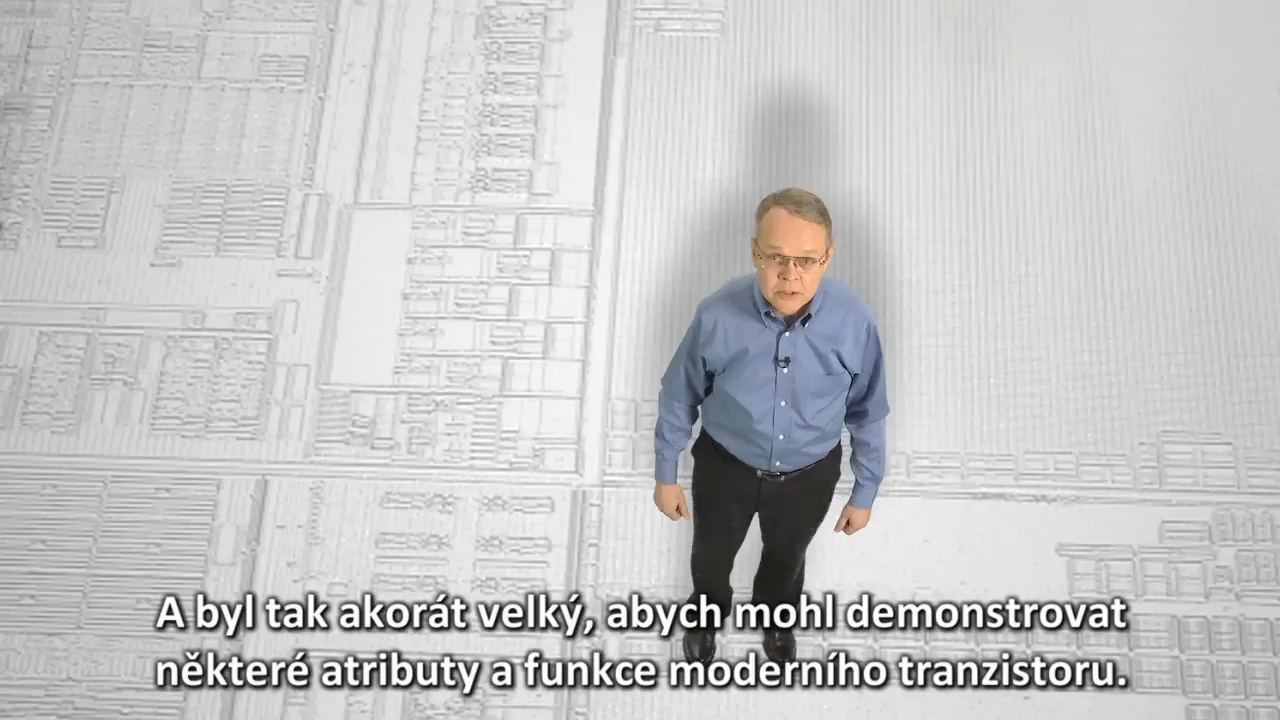 A byl tak akorát velký, abych mohl demonstrovat
některé atributy a funkce moderního tranzistoru.